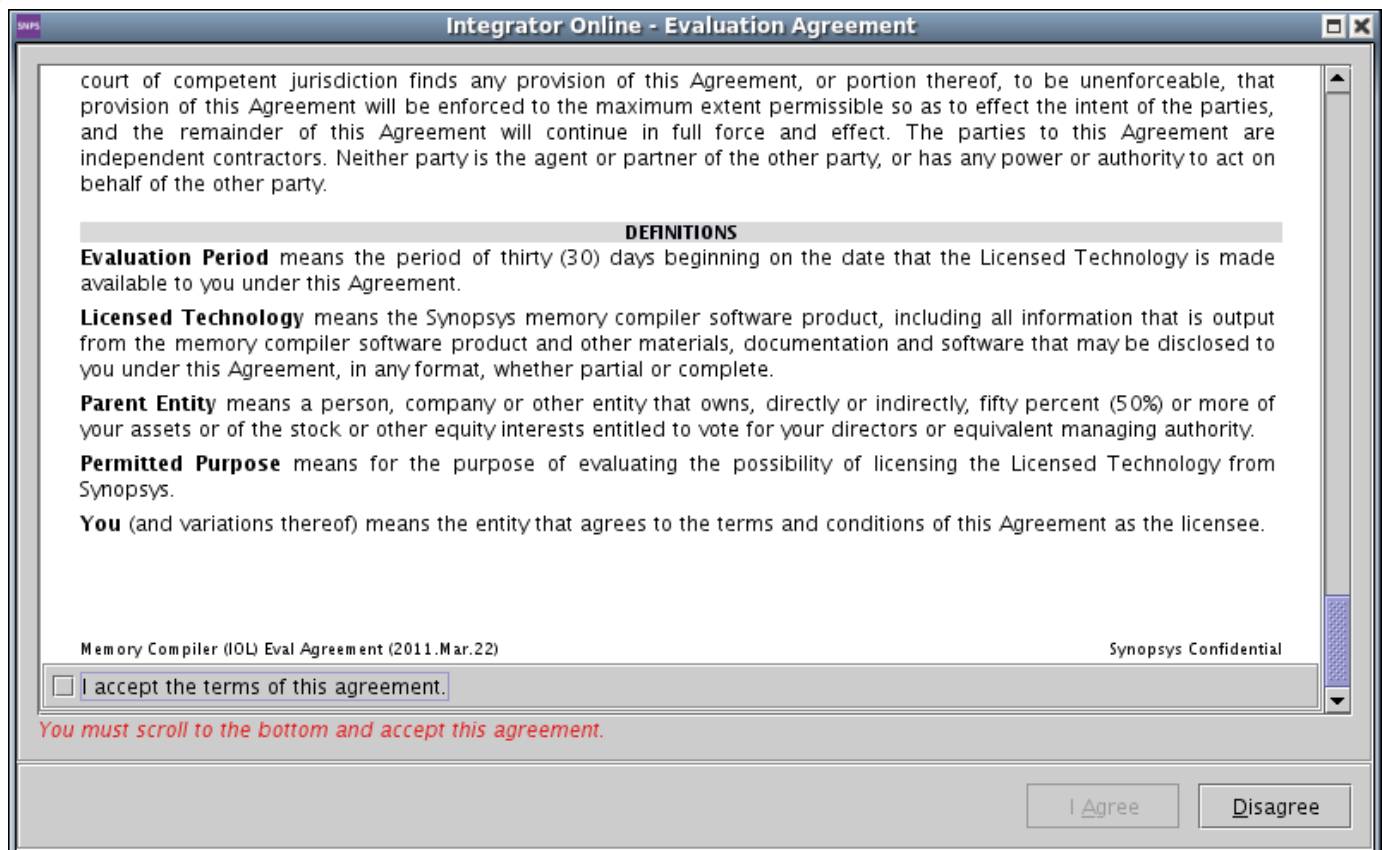 SNPS
Integrator Online - Evaluation Agreement
court of competent jurisdiction finds any provision of this Agreement, or portion thereof, to be unenforceable, that
provision of this Agreement will be enforced to the maximum extent permissible so as to effect the intent of the parties,
and the remainder of this Agreement will continue in full force and effect. The parties to this Agreement are
independent contractors. Neither party is the agent or partner of the other party, or has any power or authority to act on
behalf of the other party.
DEFINITIONS
Evaluation Period means the period of thirty (30) days beginning on the date that the Licensed Technology is made
available to you under this Agreement.
Licensed Technology means the Synopsys memory compiler software product, including all information that is output
from the memory compiler software product and other materials, documentation and software that may be disclosed to
you under this Agreement, in any format, whether partial or complete.
Parent Entity means a person, company or other entity that owns, directly or indirectly, fifty percent (50%) or more of
your assets or of the stock or other equity interests entitled to vote for your directors or equivalent managing authority.
Permitted Purpose means for the purpose of evaluating the possibility of licensing the Licensed Technology from
Synopsys.
You (and variations thereof) means the entity that agrees to the terms and conditions of this Agreement as the licensee.
Memory Compiler (IOL) Eval Agreement (2011.Mar.22) Synopsys Confidential
I accept the terms of this agreement.
You must scroll to the bottom and accept this agreement.
I Agree Disagree